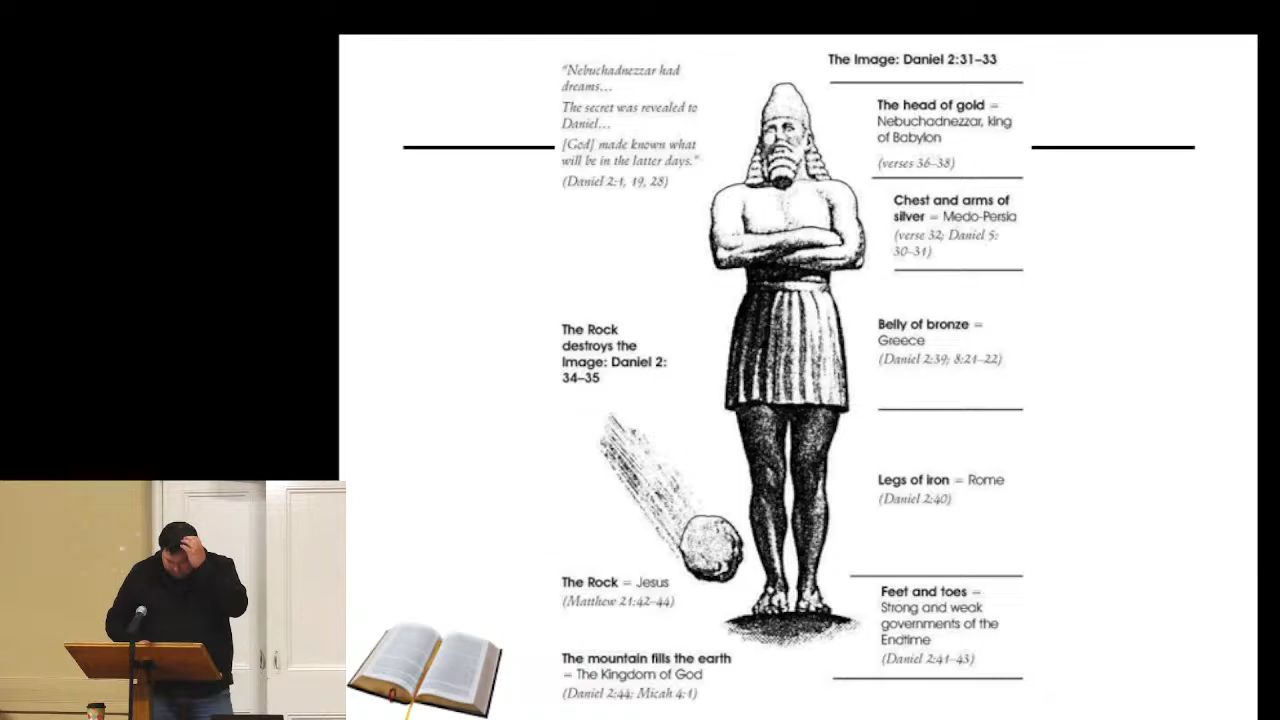 "Nebuchadnezzar had
dreams...
The secret was revealed to
Daniel...
[God] made known what
will be in the latter days."
(Daniel 2:1, 19, 28)
The Image: Daniel 2:31–33
The head of gold =
Nebuchadnezzar, king
of Babylon
(verses 36–38)
Chest and arms of
silver = Medo-Persia
(verse 32; Daniel 5:
30–31)
Belly of bronze =
Greece
(Daniel 2:39; 8:21–22)
Legs of iron = Rome
(Daniel 2:40)
Feet and toes =
Strong and weak
governments of the
Endtime
(Daniel 2:41–43)
The Rock
destroys the
Image: Daniel 2:
34–35
The Rock = Jesus
(Matthew 21:42–44)
The mountain fills the earth
= The Kingdom of God
(Daniel 2:44; Micah 4:1)